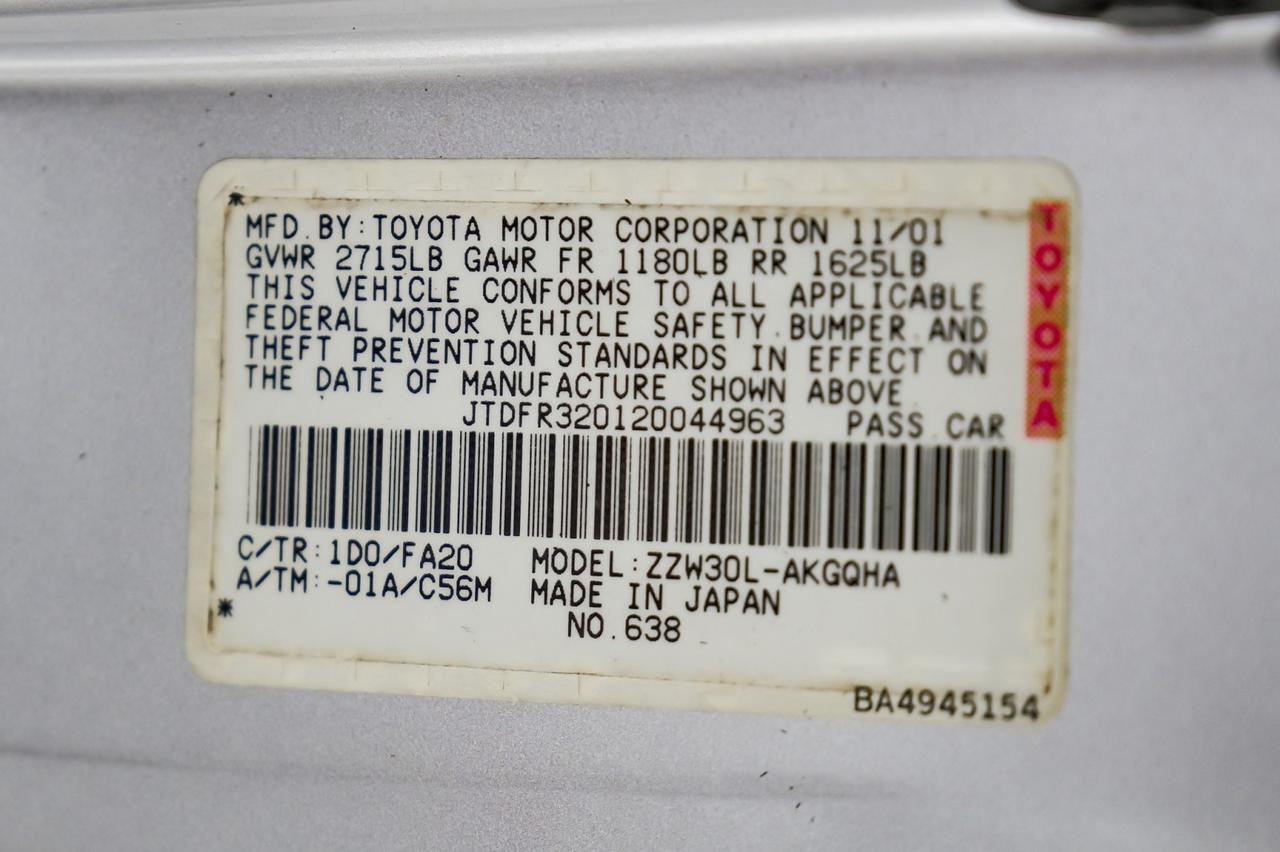 MFD.BY:TOYOTA MOTOR CORPORATION 11/01
GVWR 2715LB GAWR FR 1180LB RR 1625LB
THIS VEHICLE CONFORMS TO ALL APPLICABLE
FEDERAL MOTOR VEHICLE SAFETY.BUMPER.AND
THEFT PREVENTION STANDARDS IN EFFECT ON
THE DATE OF MANUFACTURE SHOWN ABOVE.
JTDFR320120044963 PASS.CAR
C/TR:1D0/FA20 MODEL:ZZW30L-AKGQHA
A/TM:-01A/C56M MADE IN JAPAN
NO.638
BA4945154
TOYOTA